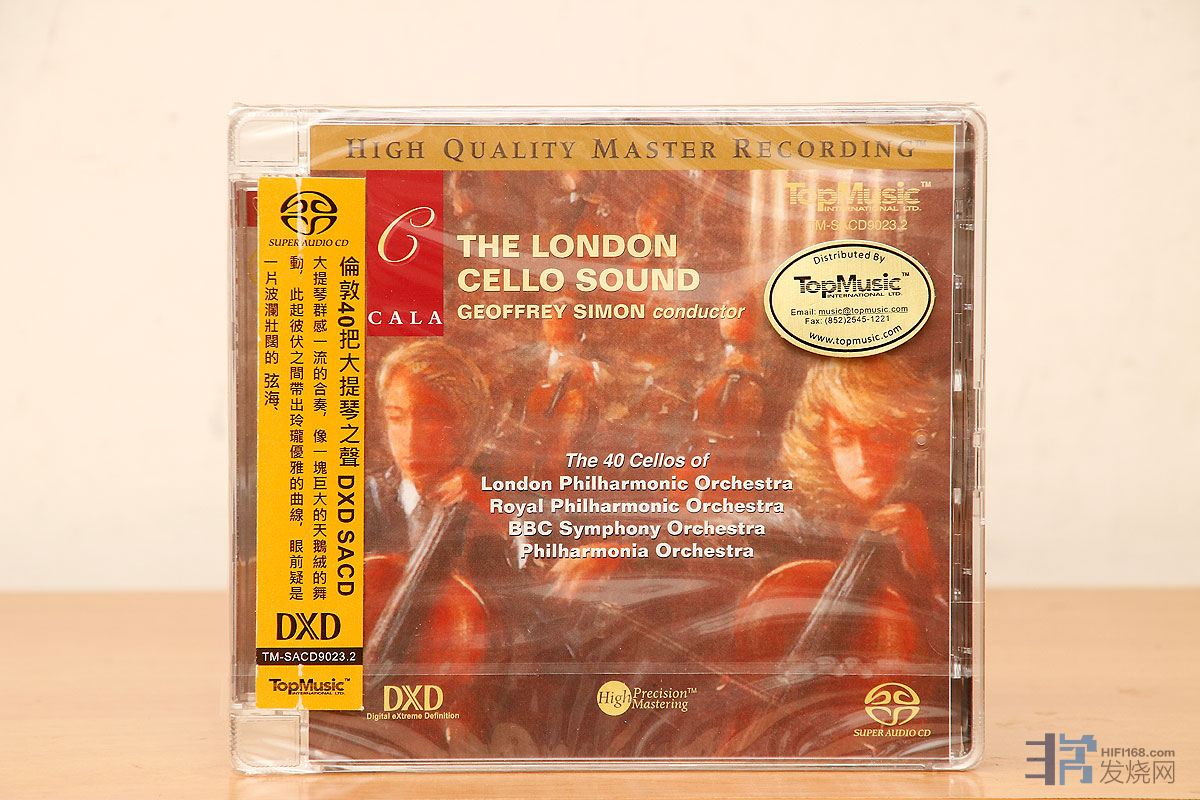 HIGH QUALITY MASTER RECORDING™
TopMusic™
INTERNATIONAL LTD.
TM-SACD9023.2
C
CALA
THE LONDON
CELLO SOUND
GEOFFREY SIMON conductor
Distributed By
TopMusic™
INTERNATIONAL LTD.
Email: music@topmusic.com
Fax: (852)2545-1221
www.topmusic.com
The 40 Cellos of
London Philharmonic Orchestra
Royal Philharmonic Orchestra
BBC Symphony Orchestra
Philharmonia Orchestra
DXD
Digital eXtreme Definition
High Precision™
Mastering
SUPER AUDIO CD
SUPER AUDIO CD
倫敦40把大提琴之聲 DXD SACD
大提琴群感一流的合奏，像一塊巨大的天鵝絨的舞
動，此起彼伏之間帶出玲瓏優雅的曲線，眼前疑是
一片波瀾壯闊的 弦海、
DXD
TM-SACD9023.2
TopMusic™
INTERNATIONAL LTD.
HIFI168.com
发烧网